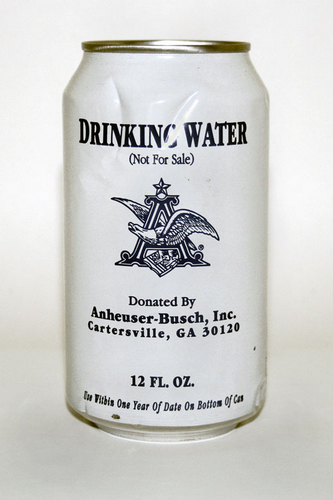 DRINKING WATER
(Not For Sale)
A
®
Donated By
Anheuser-Busch, Inc.
Cartersville, GA 30120
12 FL. OZ.
Use Within One Year Of Date On Bottom Of Can